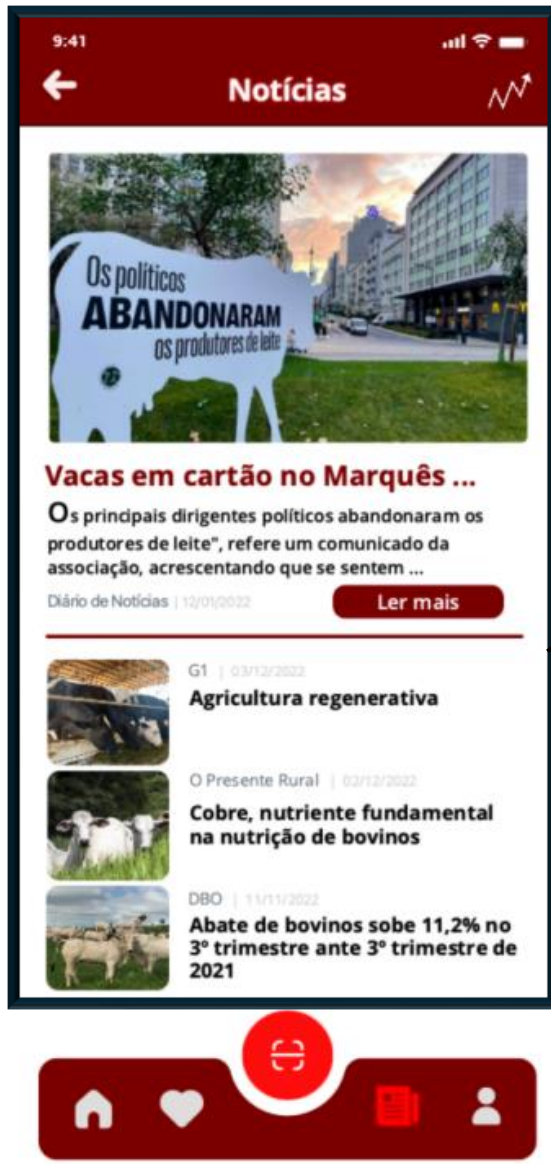 9:41
Notícias
Os políticos
ABANDONARAM
os produtores de leite
Vacas em cartão no Marquês ...
Os principais dirigentes políticos abandonaram os
produtores de leite", refere um comunicado da
associação, acrescentando que se sentem ...
Diário de Notícias | 12/01/2022
Ler mais
G1 | 03/12/2022
Agricultura regenerativa
O Presente Rural | 02/12/2022
Cobre, nutriente fundamental
na nutrição de bovinos
DBO | 11/11/2022
Abate de bovinos sobe 11,2% no
3º trimestre ante 3º trimestre de
2021